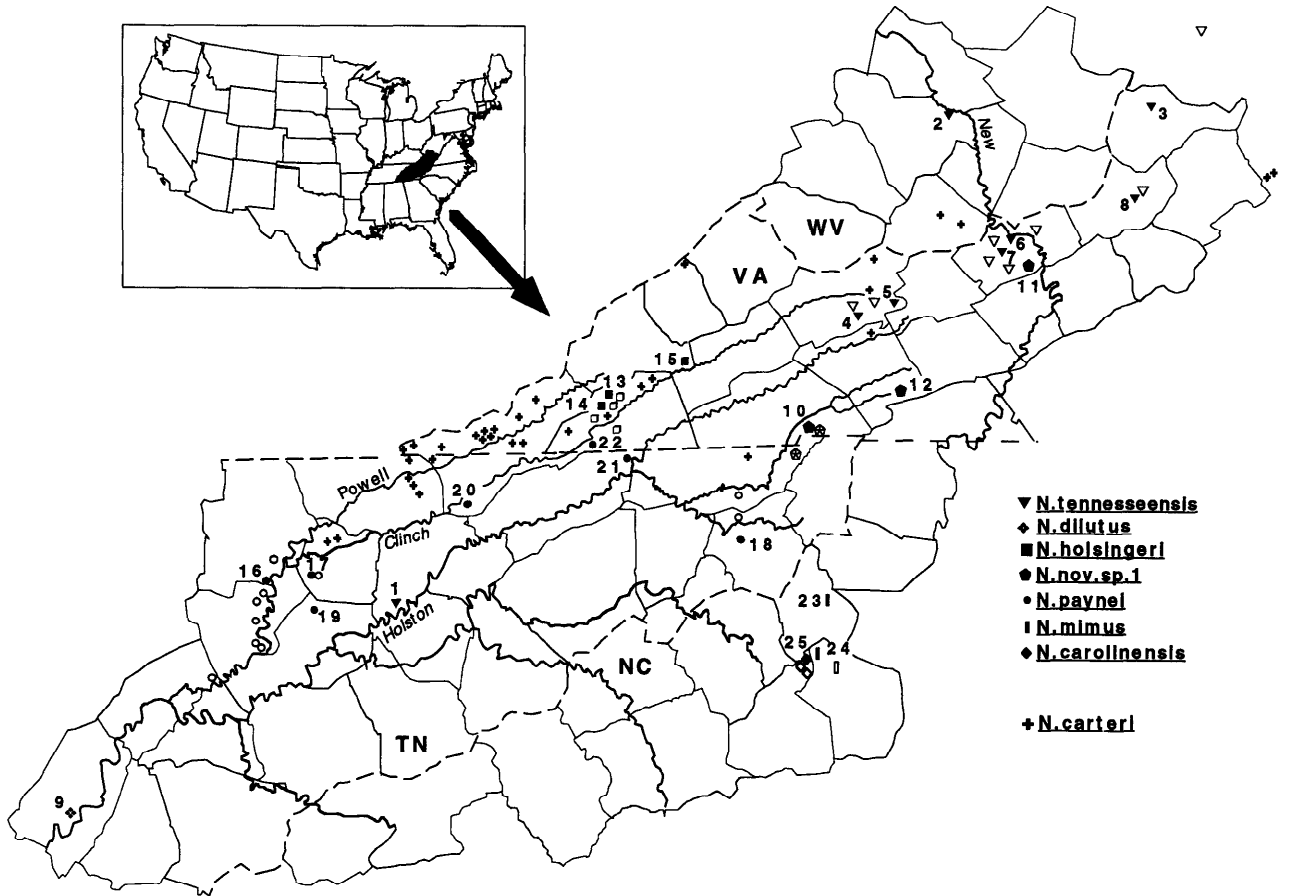 2
New
3
8
WV
6
7
11
VA
5
4
15
13
14
12
10
22
21
Powell
20
Clinch
18
16
17
1
19
Holston
23
25
24
NC
TN
9
N.tennesseensis
N.dilutus
N.holsingeri
N.nov.sp.1
N.paynei
N.mimus
N.carolinensis
N.carteri